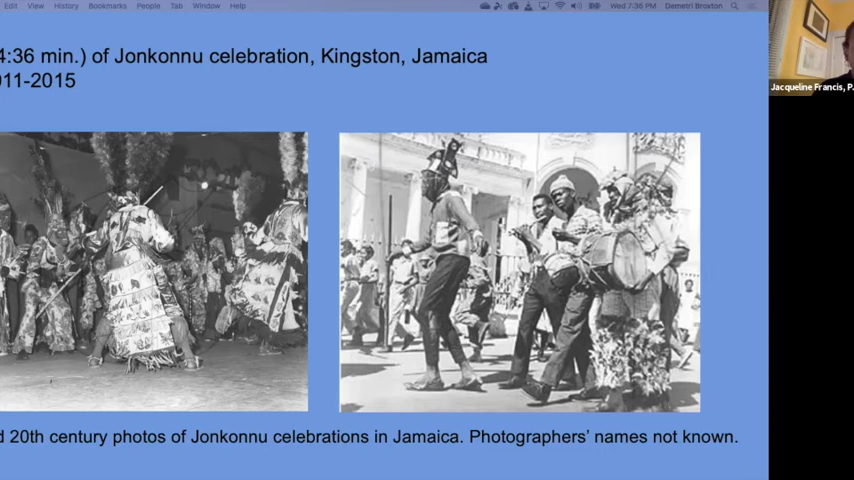 Edit View History Bookmarks People Tab Window Help Wed 7:36 PM Demetri Broxton
4:36 min.) of Jonkonnu celebration, Kingston, Jamaica
011-2015
Jacqueline Francis, P.
d 20th century photos of Jonkonnu celebrations in Jamaica. Photographers’ names not known.